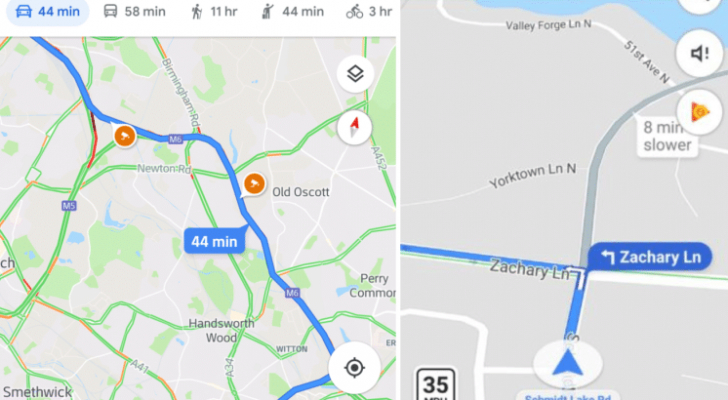 44 min
58 min
11 hr
44 min
3 hr
Birmingham Rd
A452
M6
Newton Rd
Old Oscott
M5
44 min
M6
Perry
Common
Handsworth
Wood
WITTON
A41
A34
Smethwick
Valley Forge Ln N
51st Ave N
8 min
slower
Yorktown Ln N
Zachary Ln
Zachary Ln
35
Schmidt Lake Rd